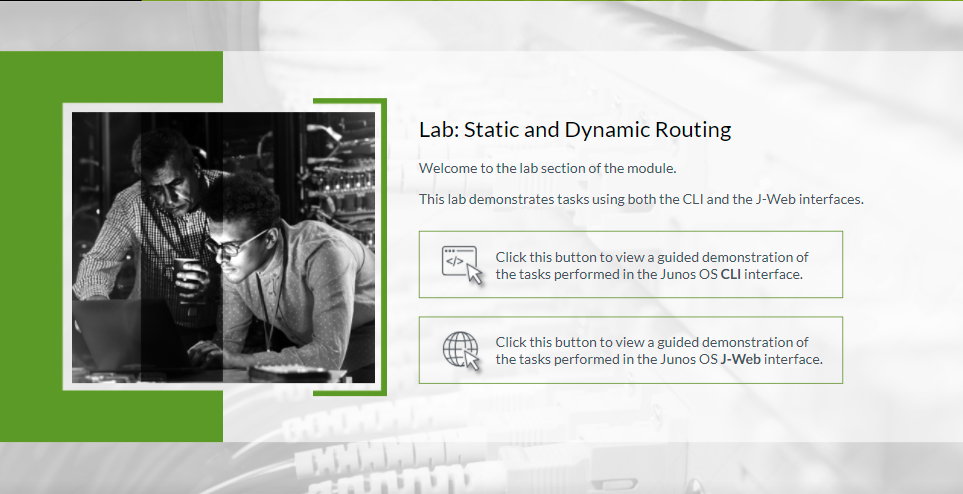 Lab: Static and Dynamic Routing
Welcome to the lab section of the module.
This lab demonstrates tasks using both the CLI and the J-Web interfaces.
Click this button to view a guided demonstration of
the tasks performed in the Junos OS CLI interface.
Click this button to view a guided demonstration of
the tasks performed in the Junos OS J-Web interface.